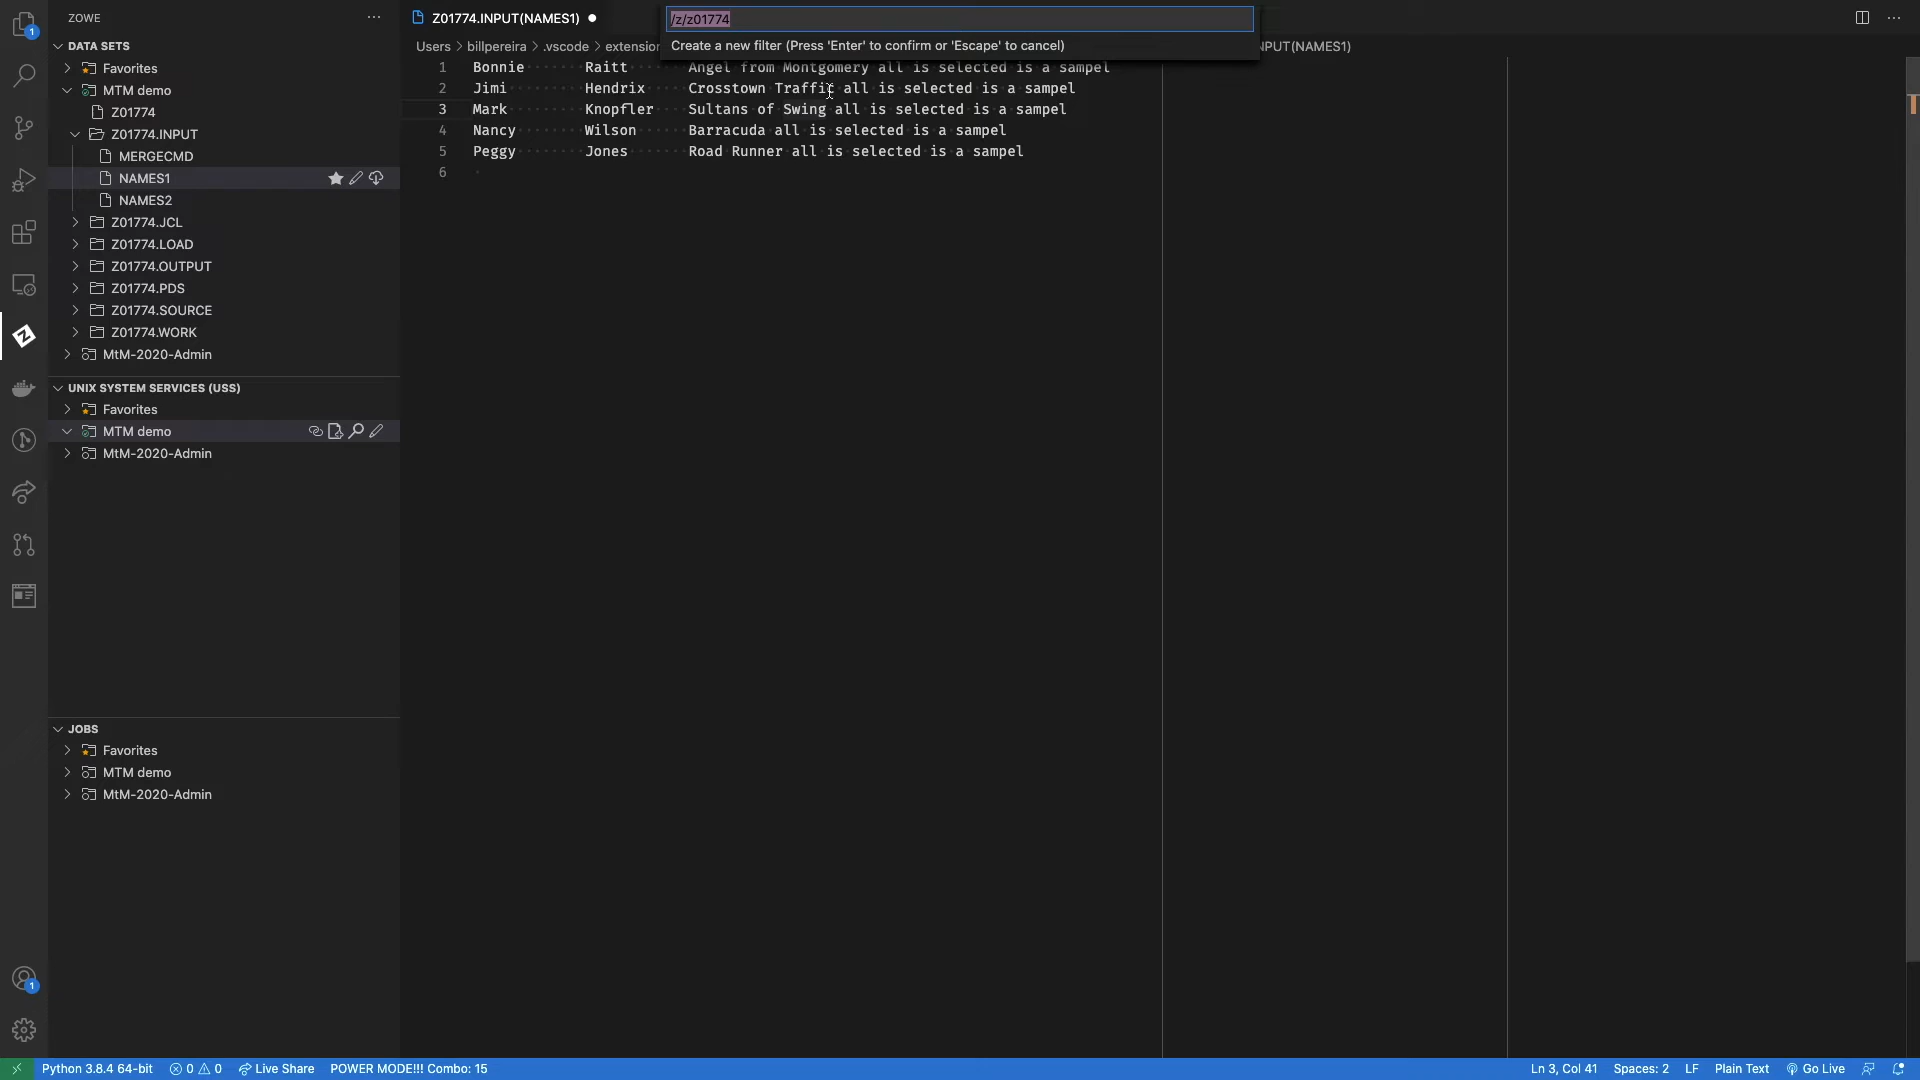 ZOWE
DATA SETS
Favorites
MTM demo
Z01774
Z01774.INPUT
MERGECMD
NAMES1
NAMES2
Z01774.JCL
Z01774.LOAD
Z01774.OUTPUT
Z01774.PDS
Z01774.SOURCE
Z01774.WORK
MtM-2020-Admin
UNIX SYSTEM SERVICES (USS)
Favorites
MTM demo
MtM-2020-Admin
JOBS
Favorites
MTM demo
MtM-2020-Admin
1
1
Z01774.INPUT(NAMES1)
/z/z01774
Create a new filter (Press 'Enter' to confirm or 'Escape' to cancel)
Users > billpereira > .vscode > extension NPUT(NAMES1)
1 Bonnie Raitt Angel from Montgomery all is selected is a sampel
2 Jimi Hendrix Crosstown Traffic all is selected is a sampel
3 Mark Knopfler Sultans of Swing all is selected is a sampel
4 Nancy Wilson Barracuda all is selected is a sampel
5 Peggy Jones Road Runner all is selected is a sampel
6
Python 3.8.4 64-bit 0 0 Live Share POWER MODE!!! Combo: 15 Ln 3, Col 41 Spaces: 2 LF Plain Text Go Live